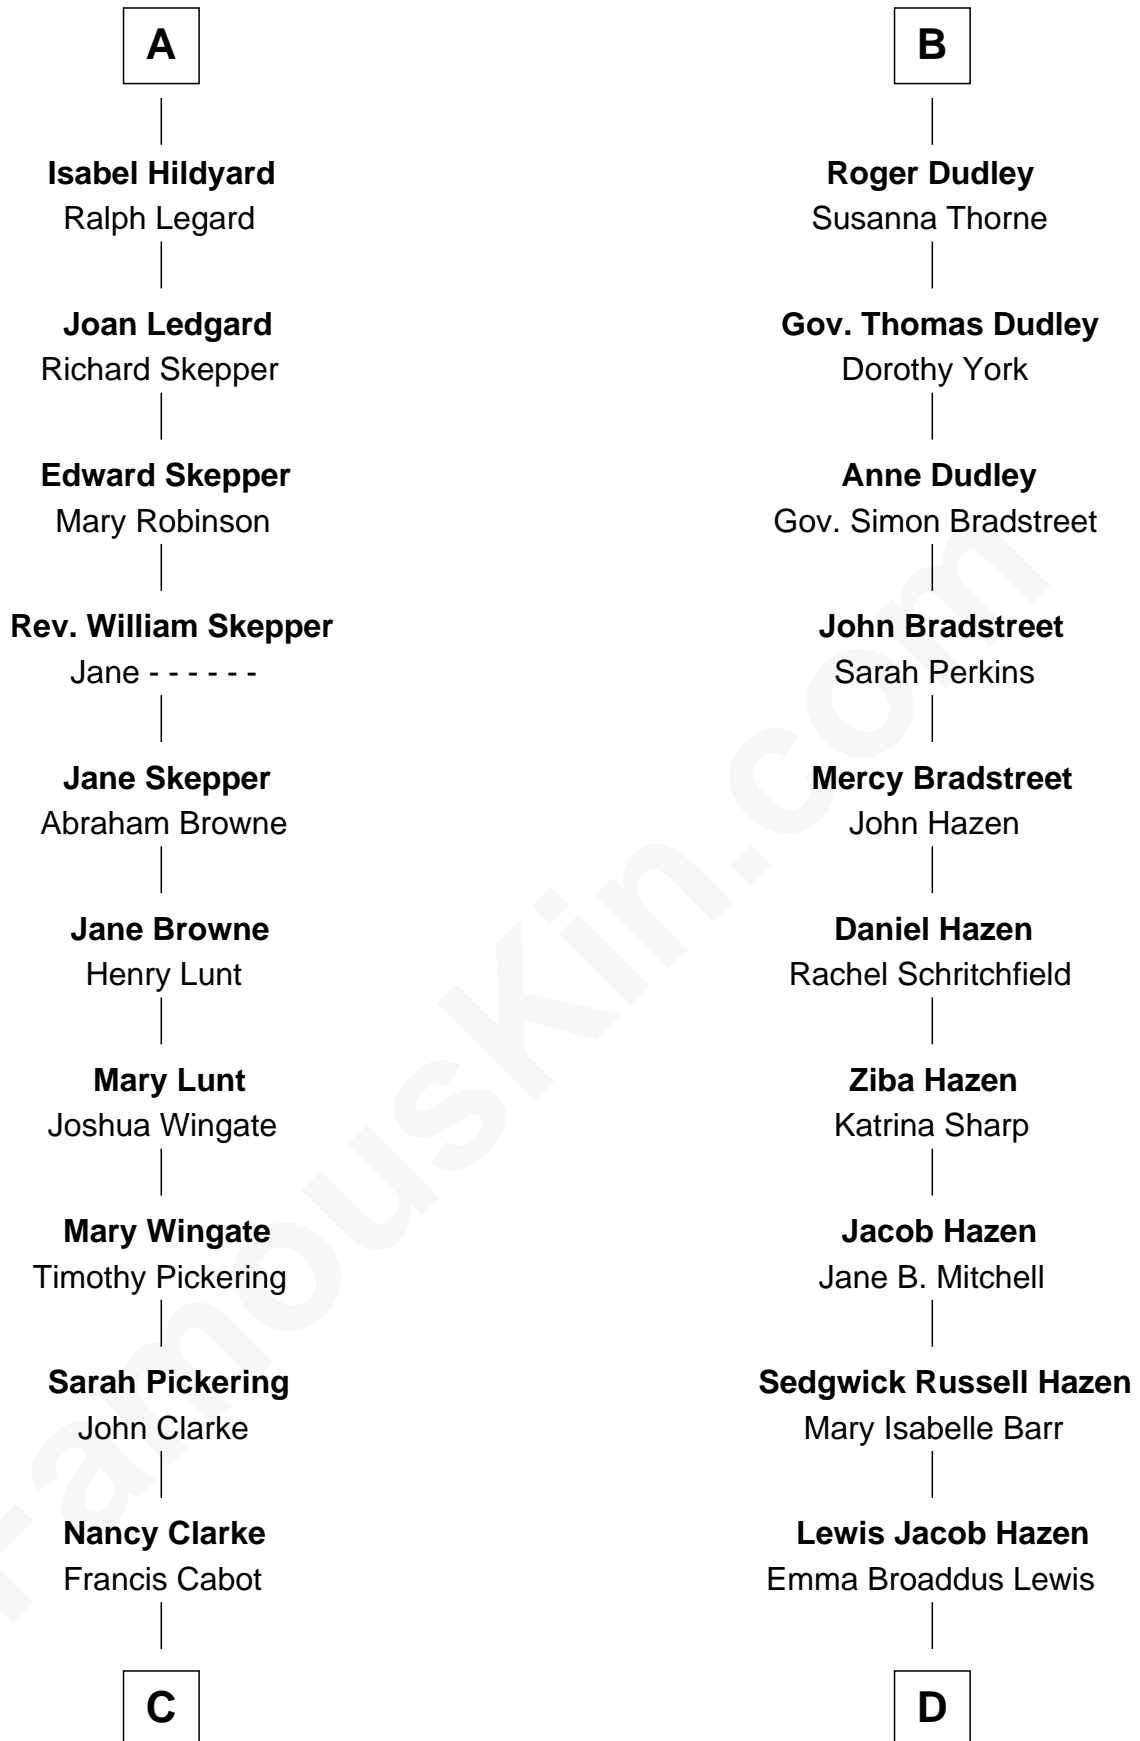 A
Isabel Hildyard
Ralph Legard
Joan Ledgard
Richard Skepper
Edward Skepper
Mary Robinson
Rev. William Skepper
Jane - - - - - -
Jane Skepper
Abraham Browne
Jane Browne
Henry Lunt
Mary Lunt
Joshua Wingate
Mary Wingate
Timothy Pickering
Sarah Pickering
John Clarke
Nancy Clarke
Francis Cabot
C
B
Roger Dudley
Susanna Thorne
Gov. Thomas Dudley
Dorothy York
Anne Dudley
Gov. Simon Bradstreet
John Bradstreet
Sarah Perkins
Mercy Bradstreet
John Hazen
Daniel Hazen
Rachel Schritchfield
Ziba Hazen
Katrina Sharp
Jacob Hazen
Jane B. Mitchell
Sedgwick Russell Hazen
Mary Isabelle Barr
Lewis Jacob Hazen
Emma Broaddus Lewis
D
FamousKin.com